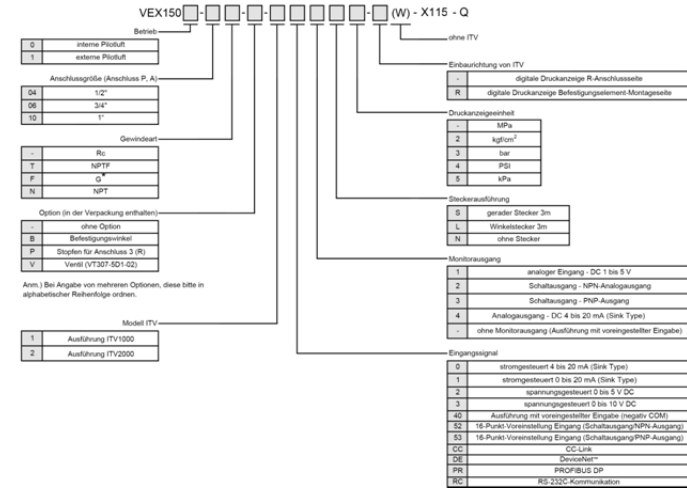 VEX150 - - - - (W) - X115 - Q
Betrieb
0 interne Pilotluft
1 externe Pilotluft
Anschlussgröße (Anschluss P, A)
04 1/2"
06 3/4"
10 1"
Gewindeart
- Rc
T NPTF
F G*
N NPT
Option (in der Verpackung enthalten)
- ohne Option
B Befestigungswinkel
P Stopfen für Anschluss 3 (R)
V Ventil (VT307-5D1-02)
Anm.) Bei Angabe von mehreren Optionen, diese bitte in
alphabetischer Reihenfolge ordnen.
Modell ITV
1 Ausführung ITV1000
2 Ausführung ITV2000
ohne ITV
Einbaurichtung von ITV
- digitale Druckanzeige R-Anschlussseite
R digitale Druckanzeige Befestigungselement-Montageseite
Druckanzeigeeinheit
- MPa
2 kgf/cm²
3 bar
4 PSI
5 kPa
Steckerausführung
S gerader Stecker 3m
L Winkelstecker 3m
N ohne Stecker
Monitorausgang
1 analoger Eingang - DC 1 bis 5 V
2 Schaltausgang - NPN-Analogausgang
3 Schaltausgang - PNP-Ausgang
4 Analogausgang - DC 4 bis 20 mA (Sink Type)
- ohne Monitorausgang (Ausführung mit voreingestellter Eingabe)
Eingangssignal
0 stromgesteuert 4 bis 20 mA (Sink Type)
1 stromgesteuert 0 bis 20 mA (Sink Type)
2 spannungsgesteuert 0 bis 5 V DC
3 spannungsgesteuert 0 bis 10 V DC
40 Ausführung mit voreingestellter Eingabe (negativ COM)
52 16-Punkt-Voreinstellung Eingang (Schaltausgang/NPN-Ausgang)
53 16-Punkt-Voreinstellung Eingang (Schaltausgang/PNP-Ausgang)
CC CC-Link
DE DeviceNet™
PR PROFIBUS DP
RC RS-232C-Kommunikation